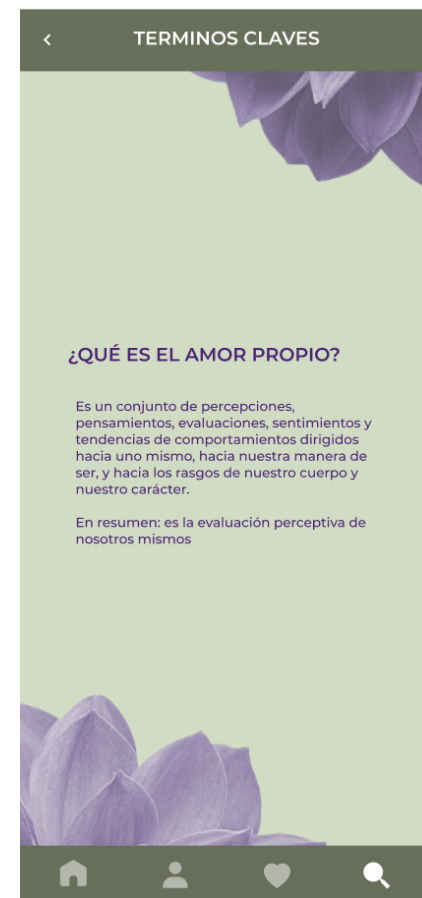 TERMINOS CLAVES
¿QUÉ ES EL AMOR PROPIO?
Es un conjunto de percepciones,
pensamientos, evaluaciones, sentimientos y
tendencias de comportamientos dirigidos
hacia uno mismo, hacia nuestra manera de
ser, y hacia los rasgos de nuestro cuerpo y
nuestro carácter.
En resumen: es la evaluación perceptiva de
nosotros mismos